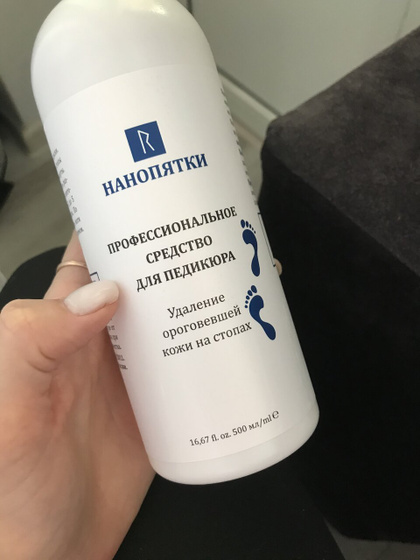 НАНОПЯТКИ
ПРОФЕССИОНАЛЬНОЕ
СРЕДСТВО
ДЛЯ ПЕДИКЮРА
Удаление
ороговевшей
кожи на стопах
16,67 fl. oz. 500 мл/ml ℮